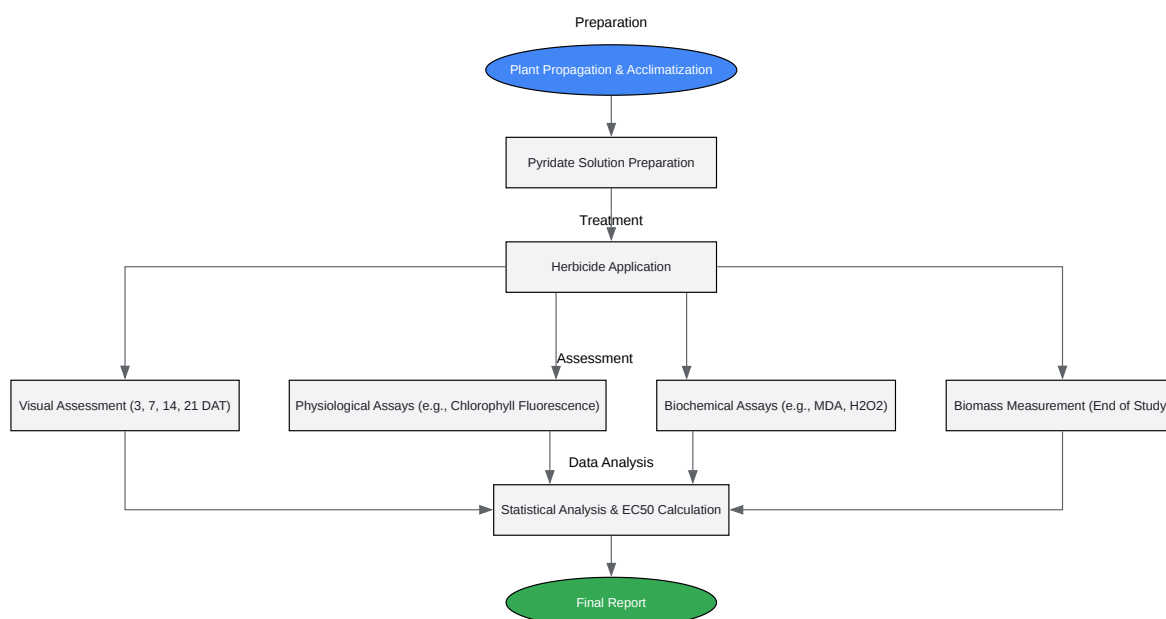 Preparation
Plant Propagation & Acclimatization
Pyridate Solution Preparation
Treatment
Herbicide Application
Assessment
Visual Assessment (3, 7, 14, 21 DAT)
Physiological Assays (e.g., Chlorophyll Fluorescence)
Biochemical Assays (e.g., MDA, H2O2)
Biomass Measurement (End of Study
Data Analysis
Statistical Analysis & EC50 Calculation
Final Report